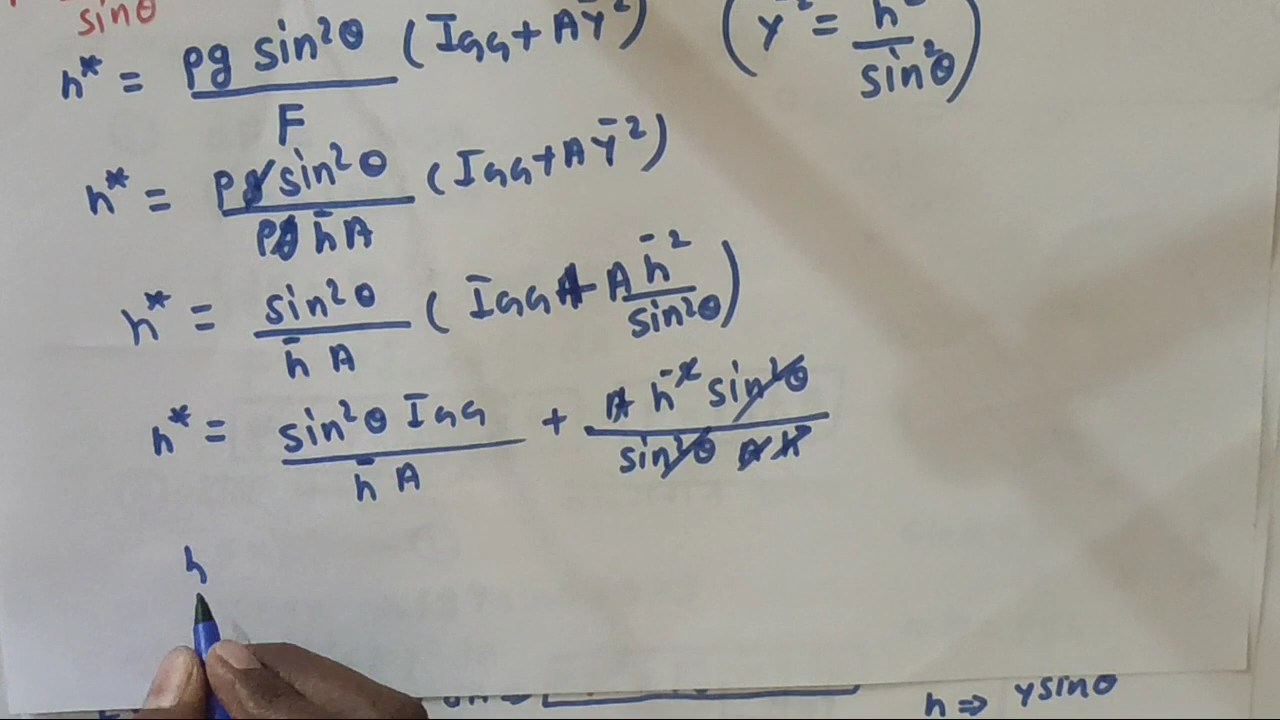 sinθ
h* = ρg sin²θ / F (IGG + Aȳ²) (ȳ² = h̄² / sin²θ)
h* = ρg sin²θ / ρg h̄ A (IGG + Aȳ²)
h* = sin²θ / h̄ A (IGG + A h̄² / sin²θ)
h* = sin²θ IGG / h̄ A + A h̄² sin²θ / sin²θ A h̄
h
h ⇒ ysinθ